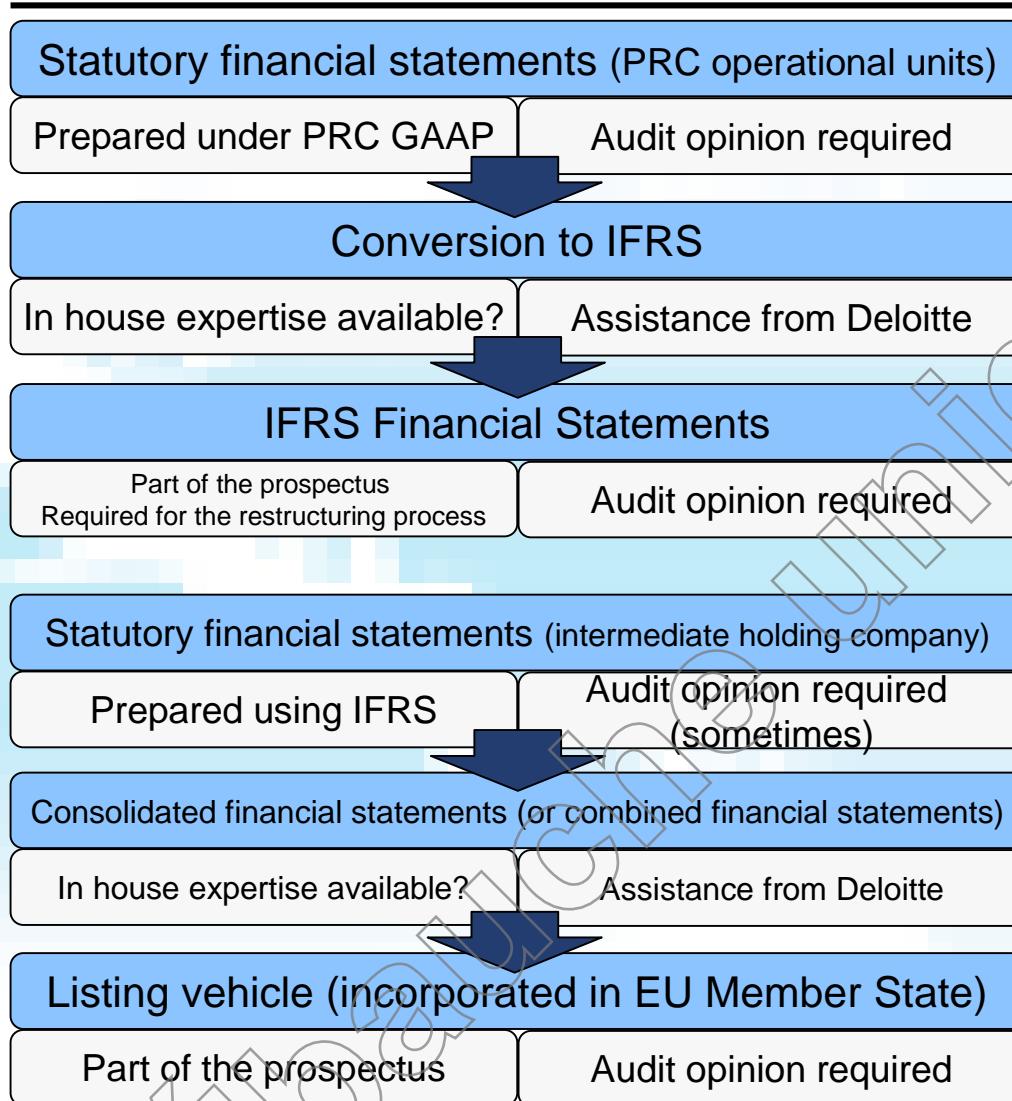 Statutory financial statements (PRC operational units)
Prepared under PRC GAAP
Audit opinion required
Conversion to IFRS
In house expertise available?
Assistance from Deloitte
IFRS Financial Statements
Part of the prospectus
Required for the restructuring process
Audit opinion required
Statutory financial statements (intermediate holding company)
Prepared using IFRS
Audit opinion required
(sometimes)
Consolidated financial statements (or combined financial statements)
In house expertise available?
Assistance from Deloitte
Listing vehicle (incorporated in EU Member State)
Part of the prospectus
Audit opinion required